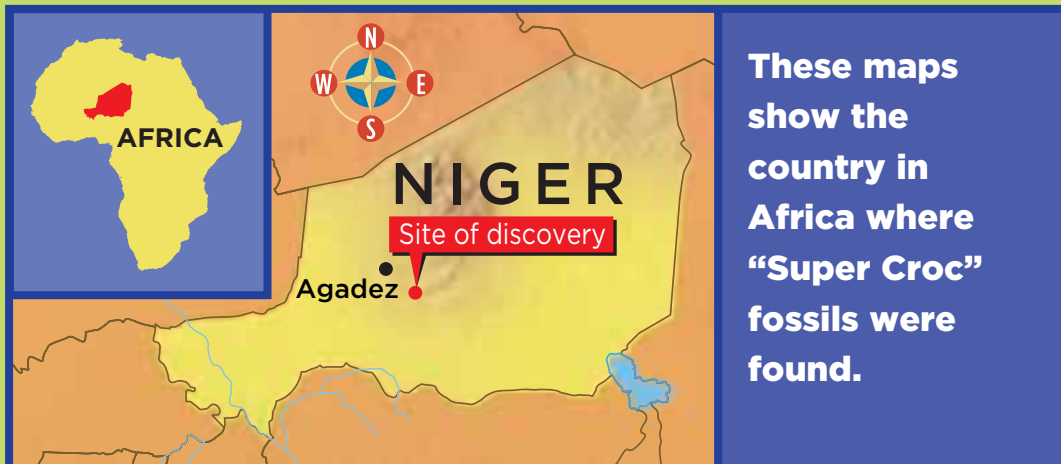 AFRICA
N
W
E
S
NIGER
Site of discovery
Agadez
These maps
show the
country in
Africa where
“Super Croc”
fossils were
found.